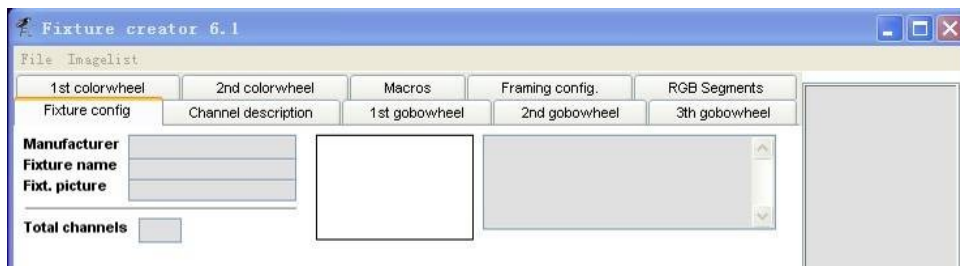 Fixture creator 6.1
File Imagelist
1st colorwheel 2nd colorwheel Macros Framing config. RGB Segments
Fixture config Channel description 1st gobowheel 2nd gobowheel 3th gobowheel
Manufacturer
Fixture name
Fixt. picture
Total channels